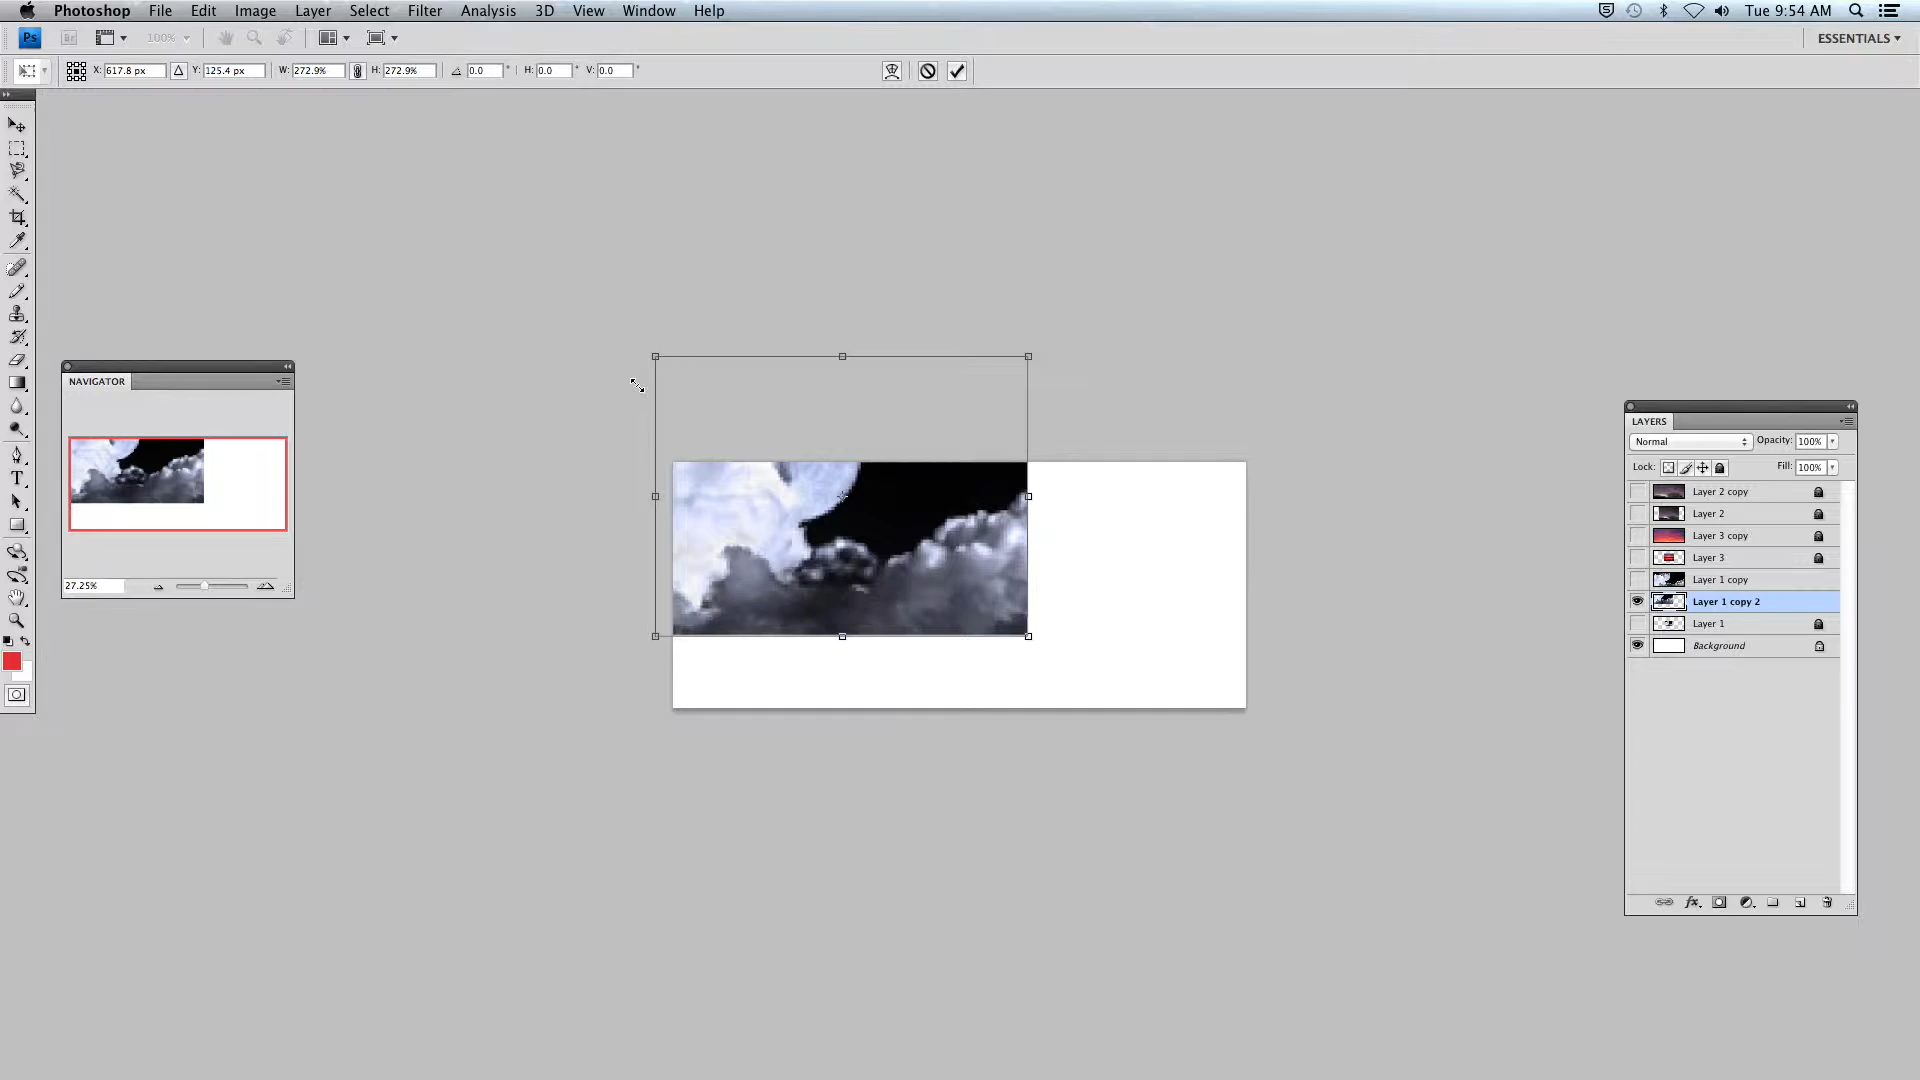 Photoshop File Edit Image Layer Select Filter Analysis 3D View Window Help Tue 9:54 AM
Ps Br 100% ESSENTIALS
X: 617.8 px Y: 125.4 px W: 272.9% H: 272.9% 0.0 ° H: 0.0 ° V: 0.0 °
NAVIGATOR
27.25%
LAYERS
Normal Opacity: 100%
Lock: Fill: 100%
Layer 2 copy
Layer 2
Layer 3 copy
Layer 3
Layer 1 copy
Layer 1 copy 2
Layer 1
Background
fx
T